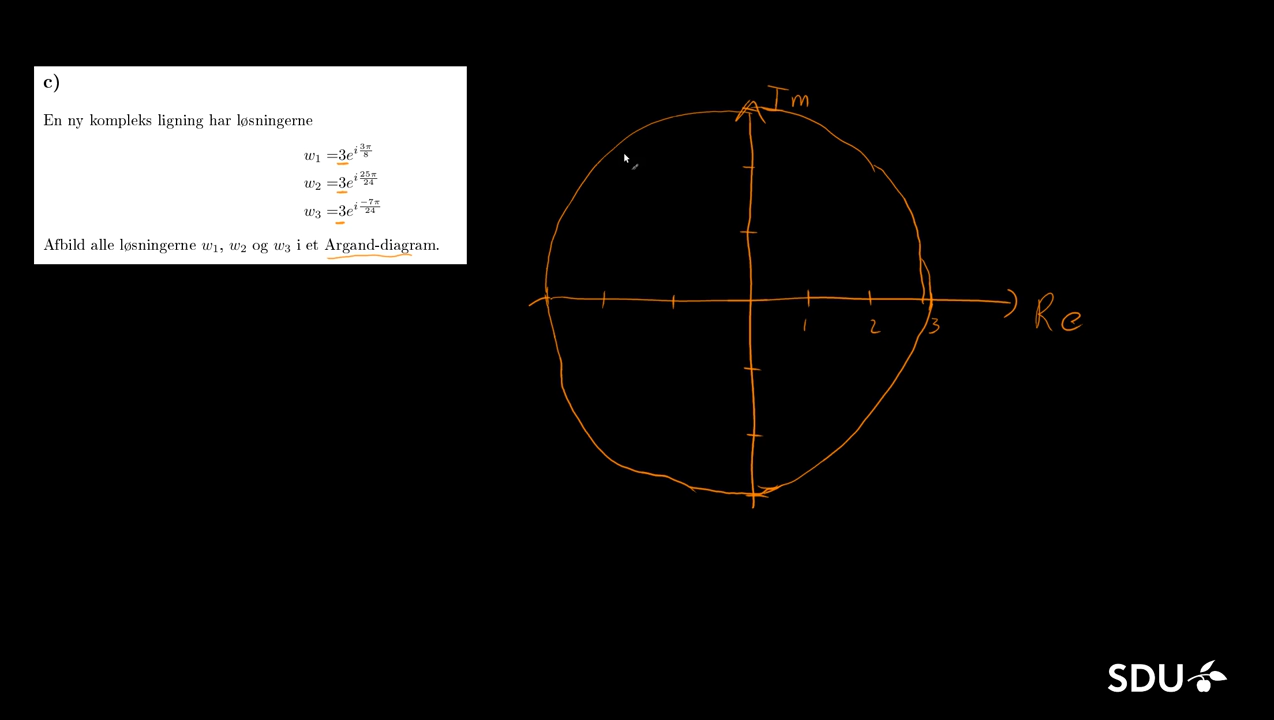 c)
En ny kompleks ligning har løsningerne
w₁ =3e^{i 3π/8}
w₂ =3e^{i 25π/24}
w₃ =3e^{i -7π/24}
Afbild alle løsningerne w₁, w₂ og w₃ i et Argand-diagram.
Im
Re
1 2 3
SDU